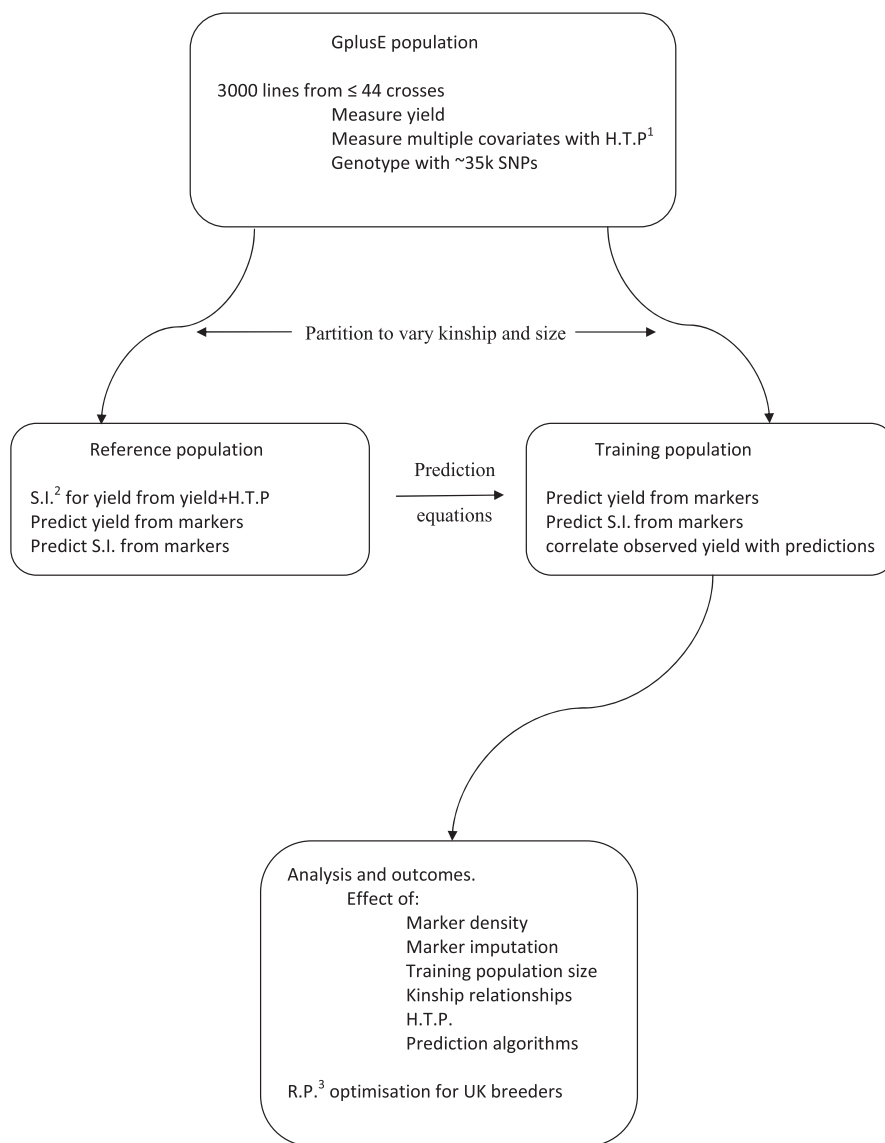 GplusE population
3000 lines from ≤ 44 crosses
Measure yield
Measure multiple covariates with H.T.P¹
Genotype with ~35k SNPs
Partition to vary kinship and size
Reference population
S.I.² for yield from yield+H.T.P
Predict yield from markers
Predict S.I. from markers
Prediction
equations
Training population
Predict yield from markers
Predict S.I. from markers
correlate observed yield with predictions
Analysis and outcomes.
Effect of:
Marker density
Marker imputation
Training population size
Kinship relationships
H.T.P.
Prediction algorithms
R.P.³ optimisation for UK breeders